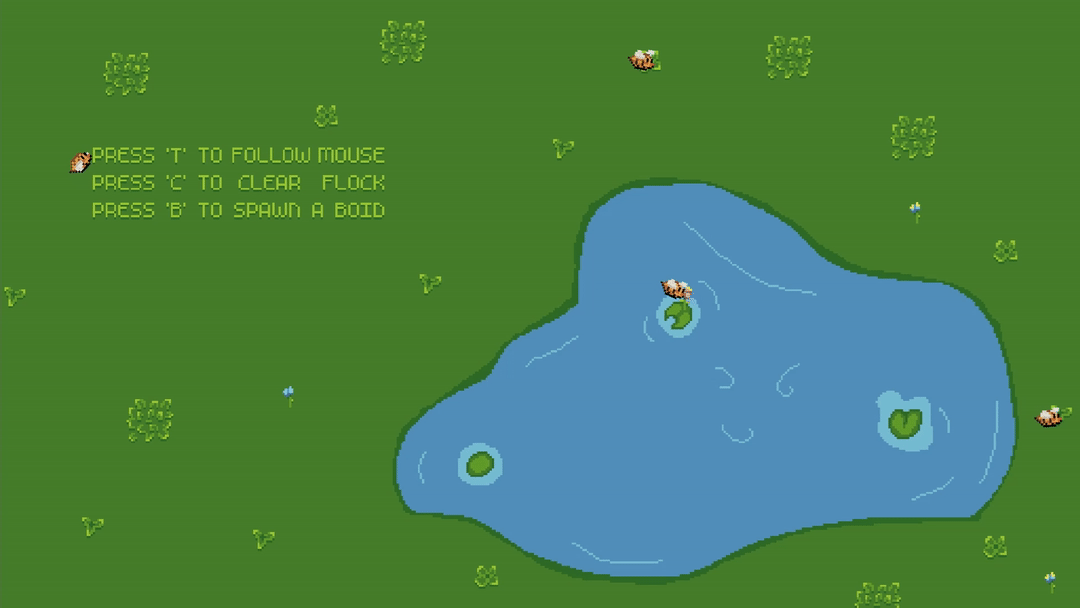 PRESS 'T' TO FOLLOW MOUSE
PRESS 'C' TO CLEAR FLOCK
PRESS 'B' TO SPAWN A BOID